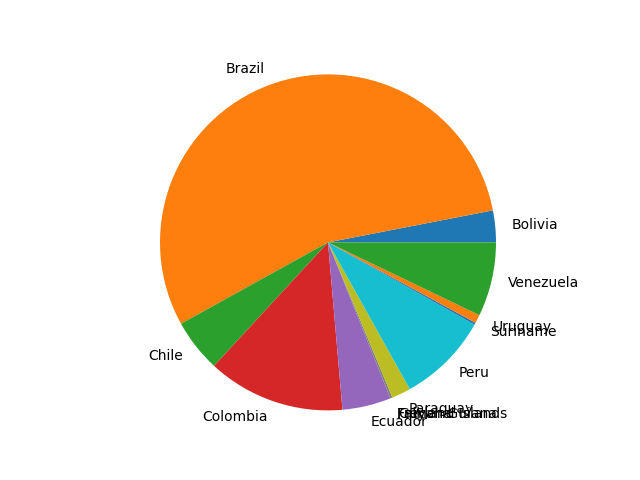 Brazil
Bolivia
Venezuela
Uruguay
Suriname
Chile
Peru
Colombia
Paraguay
Ecuador